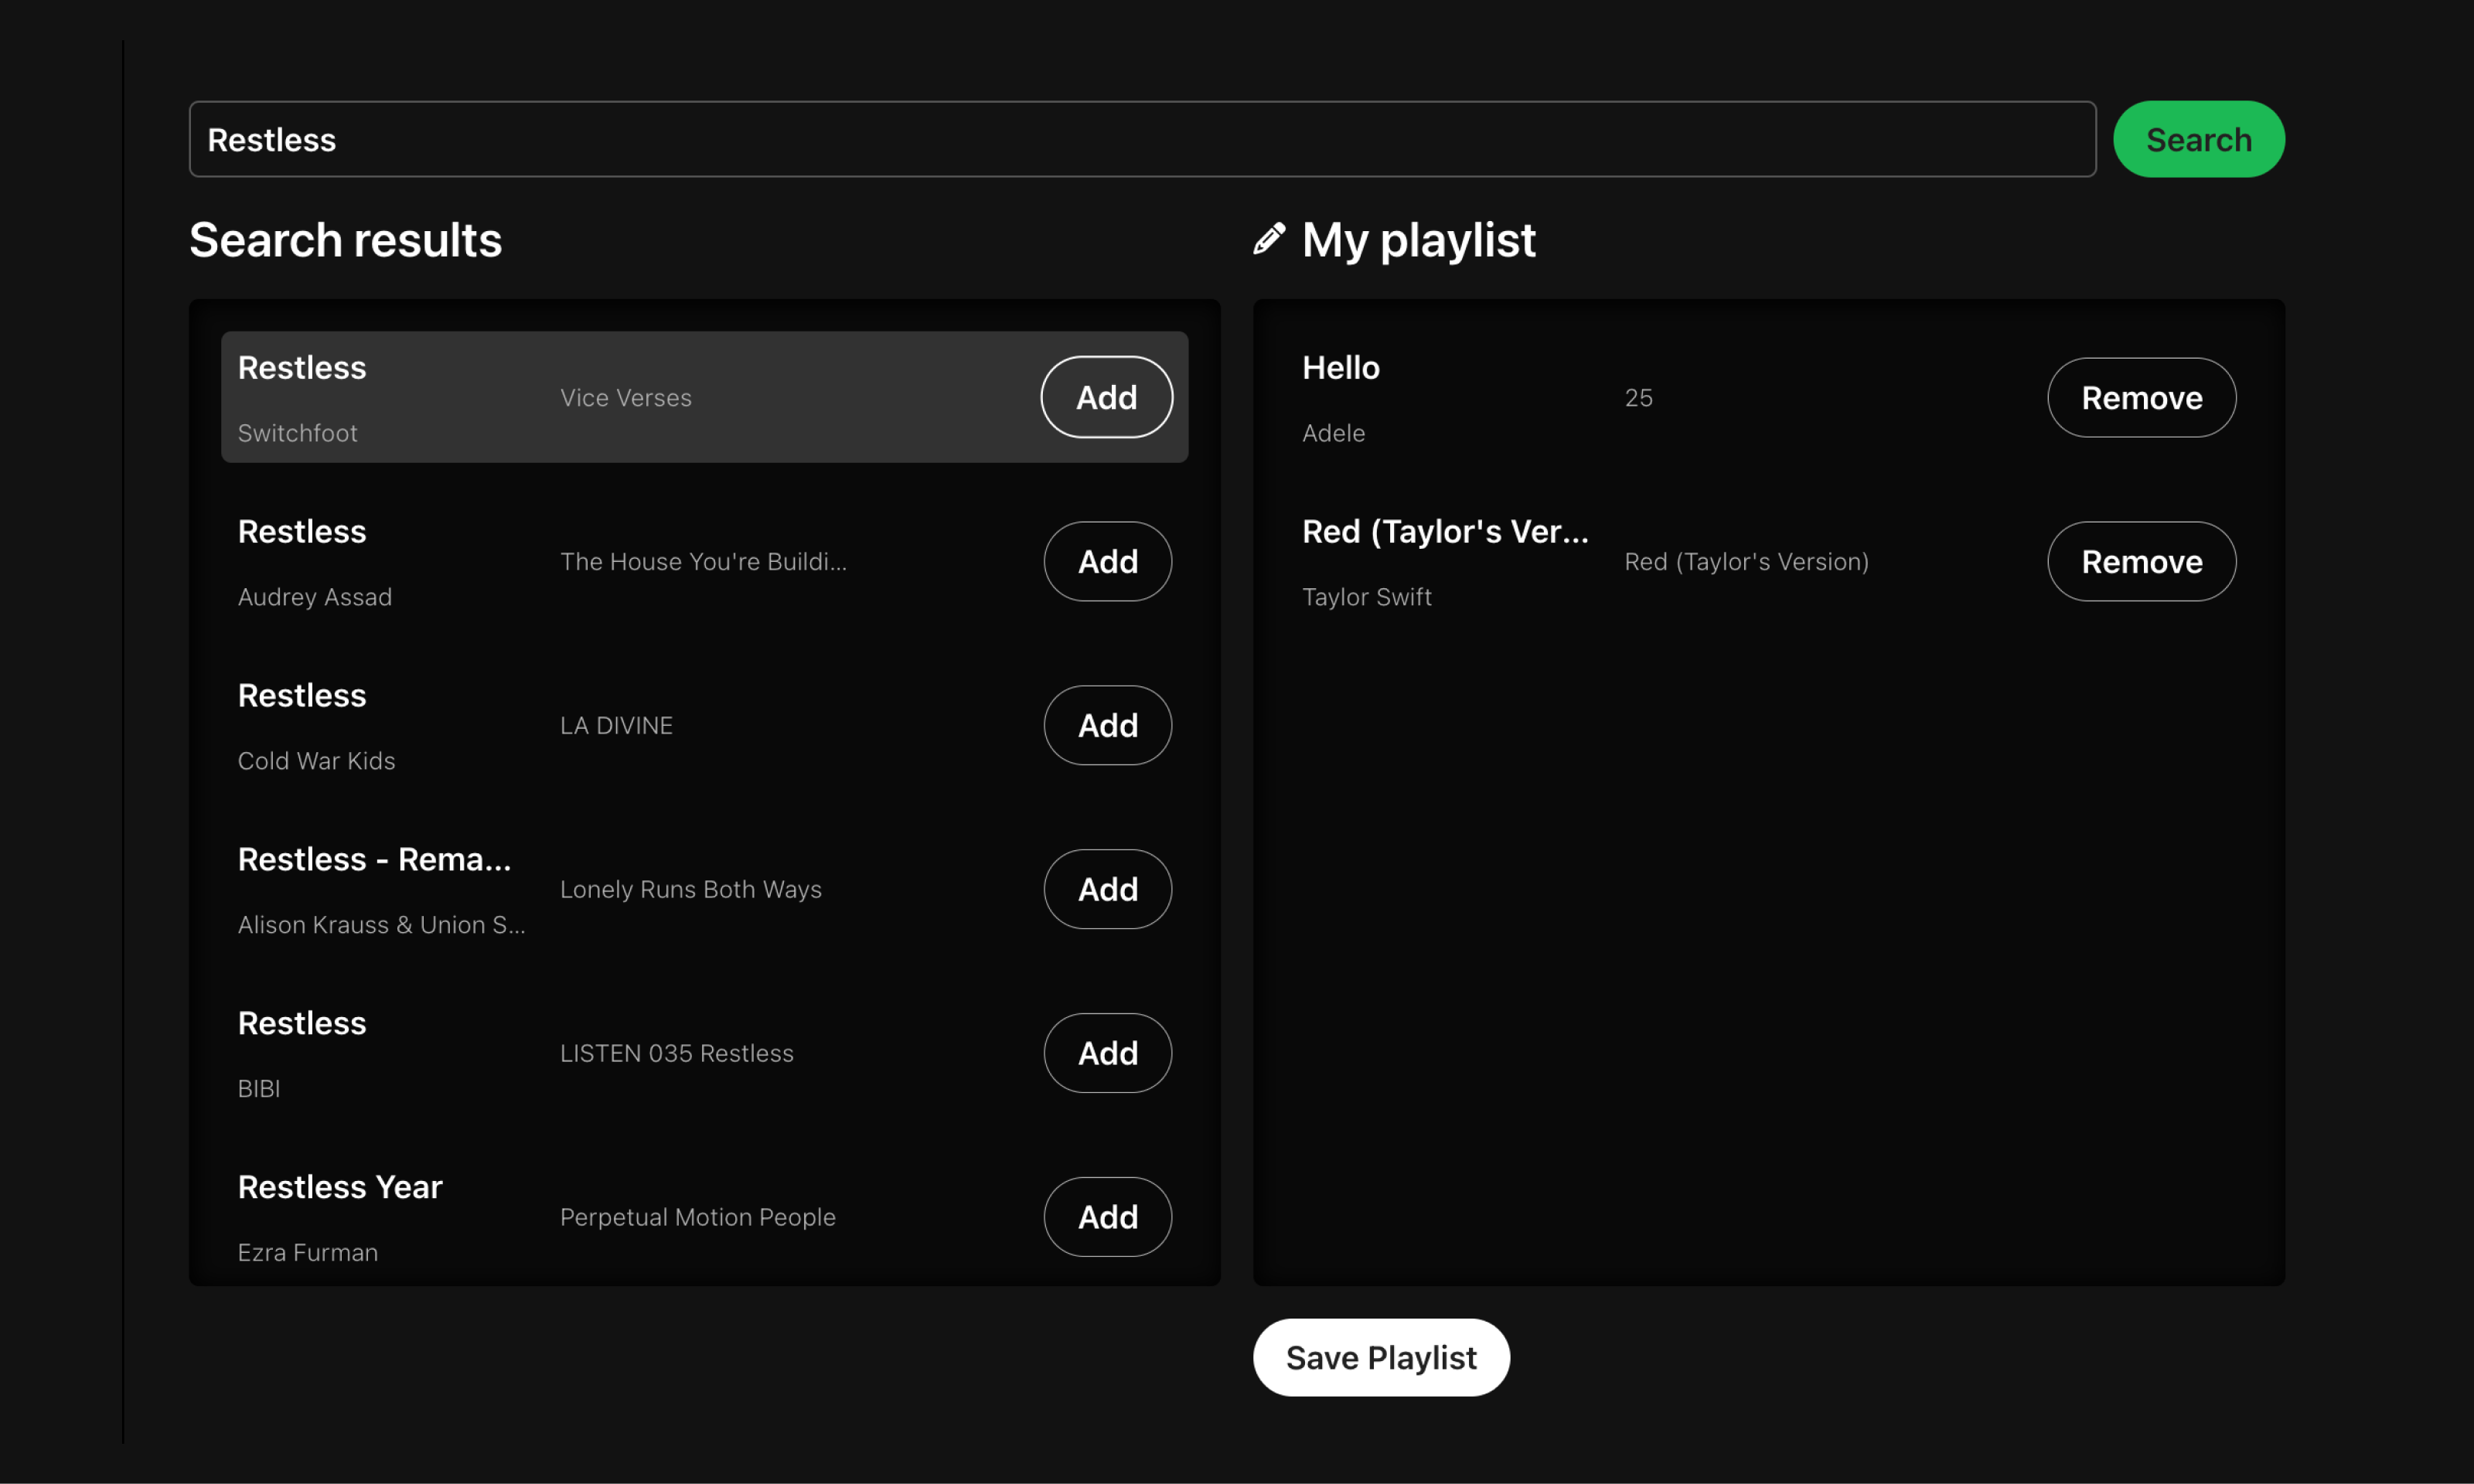 Restless
Search
Search results
Restless
Switchfoot
Vice Verses
Add
Restless
Audrey Assad
The House You're Buildi...
Add
Restless
Cold War Kids
LA DIVINE
Add
Restless - Rema...
Alison Krauss & Union S...
Lonely Runs Both Ways
Add
Restless
BIBI
LISTEN 035 Restless
Add
Restless Year
Ezra Furman
Perpetual Motion People
Add
My playlist
Hello
Adele
25
Remove
Red (Taylor's Ver...
Taylor Swift
Red (Taylor's Version)
Remove
Save Playlist